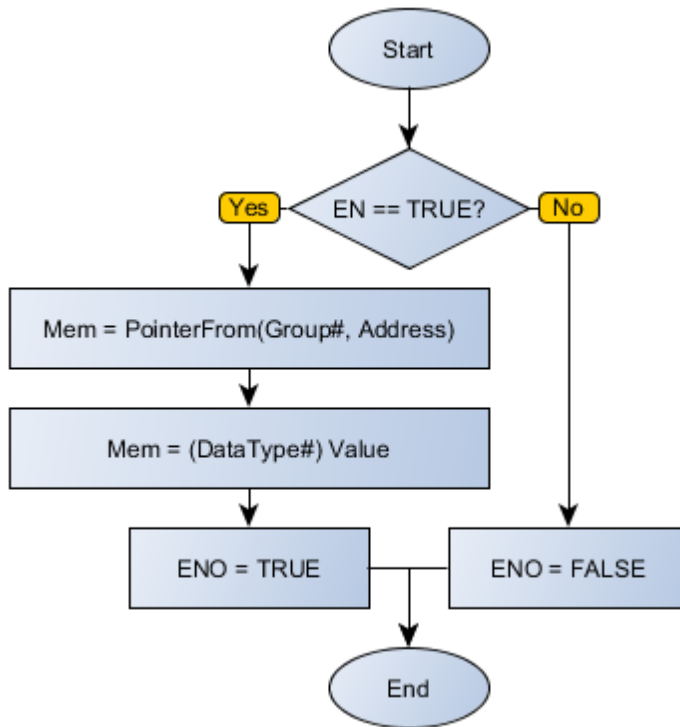 Start
EN == TRUE?
Yes
No
Mem = PointerFrom(Group#, Address)
Mem = (DataType#) Value
ENO = TRUE
ENO = FALSE
End